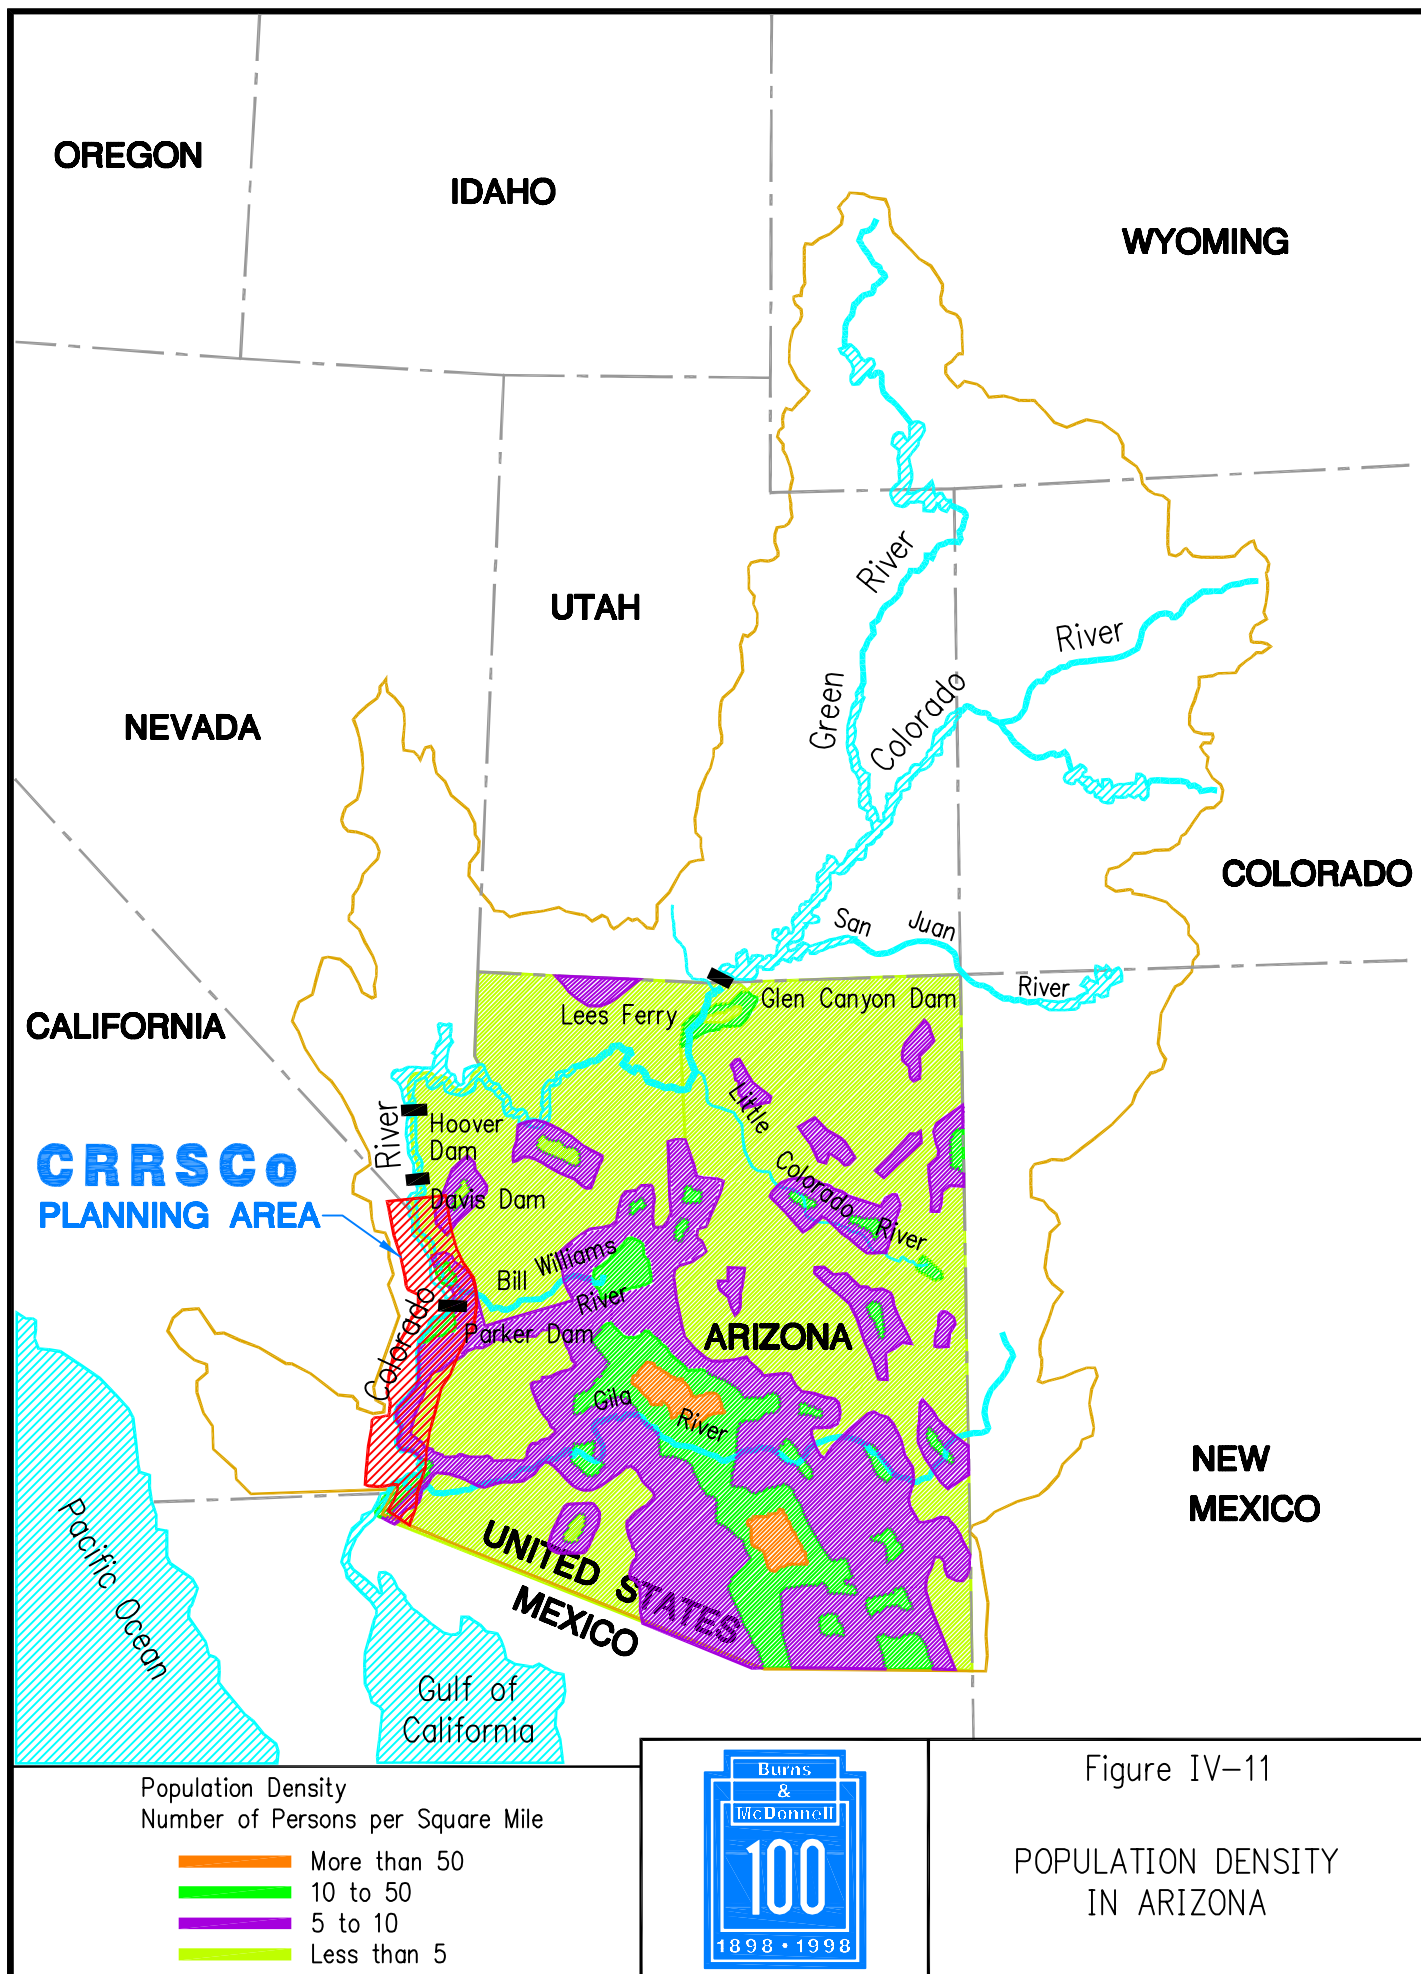 OREGON
IDAHO
WYOMING
River
UTAH
River
Green
Colorado
NEVADA
COLORADO
San Juan
River
Glen Canyon Dam
Lees Ferry
CALIFORNIA
River
Hoover
Dam
Little
CRRSCo
PLANNING AREA
Davis Dam
Colorado
River
Bill Williams
River
Colorado
Parker Dam
ARIZONA
Gila
River
NEW
MEXICO
UNITED STATES
MEXICO
Pacific Ocean
Gulf of
California
Population Density
Number of Persons per Square Mile
More than 50
10 to 50
5 to 10
Less than 5
Burns
&
McDonnell
100
1898 • 1998
Figure IV-11
POPULATION DENSITY
IN ARIZONA